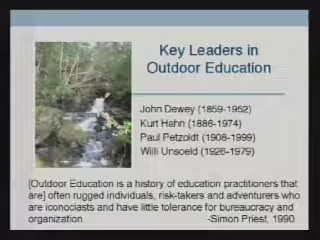 Key Leaders in
Outdoor Education
John Dewey (1859-1952)
Kurt Hahn (1886-1974)
Paul Petzoldt (1908-1999)
Willi Unsoeld (1926-1979)
[Outdoor Education is a history of education practitioners that
are] often rugged individuals, risk-takers and adventurers who
are iconoclasts and have little tolerance for bureaucracy and
organization. -Simon Priest, 1990